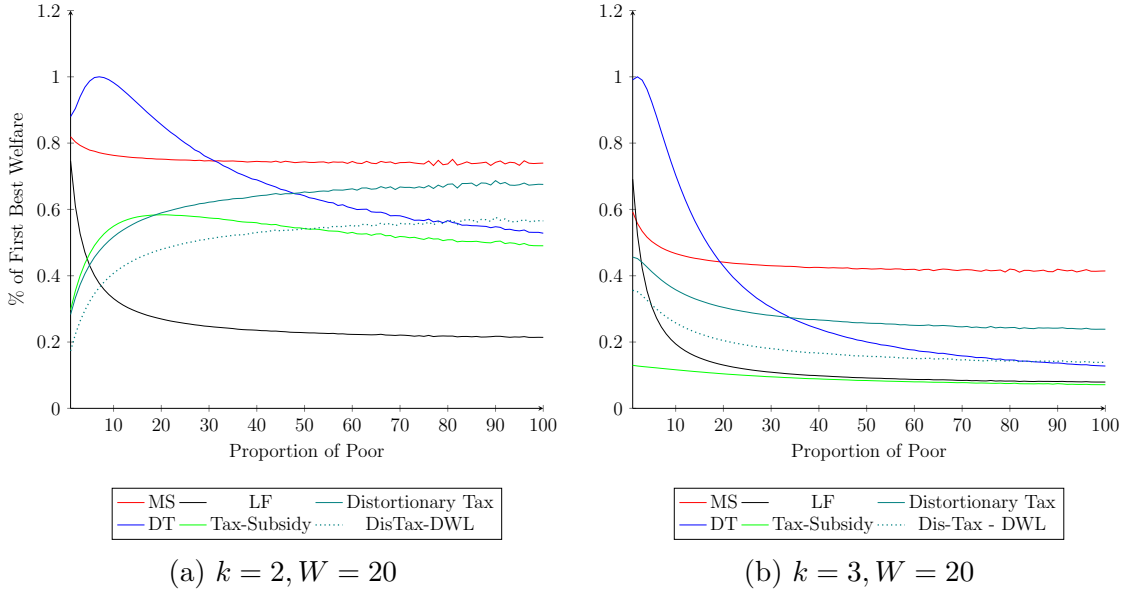 1.2
1
0.8
0.6
0.4
0.2
0
% of First Best Welfare
10 20 30 40 50 60 70 80 90 100
Proportion of Poor
MS LF Distortionary Tax
DT Tax-Subsidy DisTax-DWL
(a) k = 2, W = 20
1.2
1
0.8
0.6
0.4
0.2
0
10 20 30 40 50 60 70 80 90 100
Proportion of Poor
MS LF Distortionary Tax
DT Tax-Subsidy Dis-Tax - DWL
(b) k = 3, W = 20